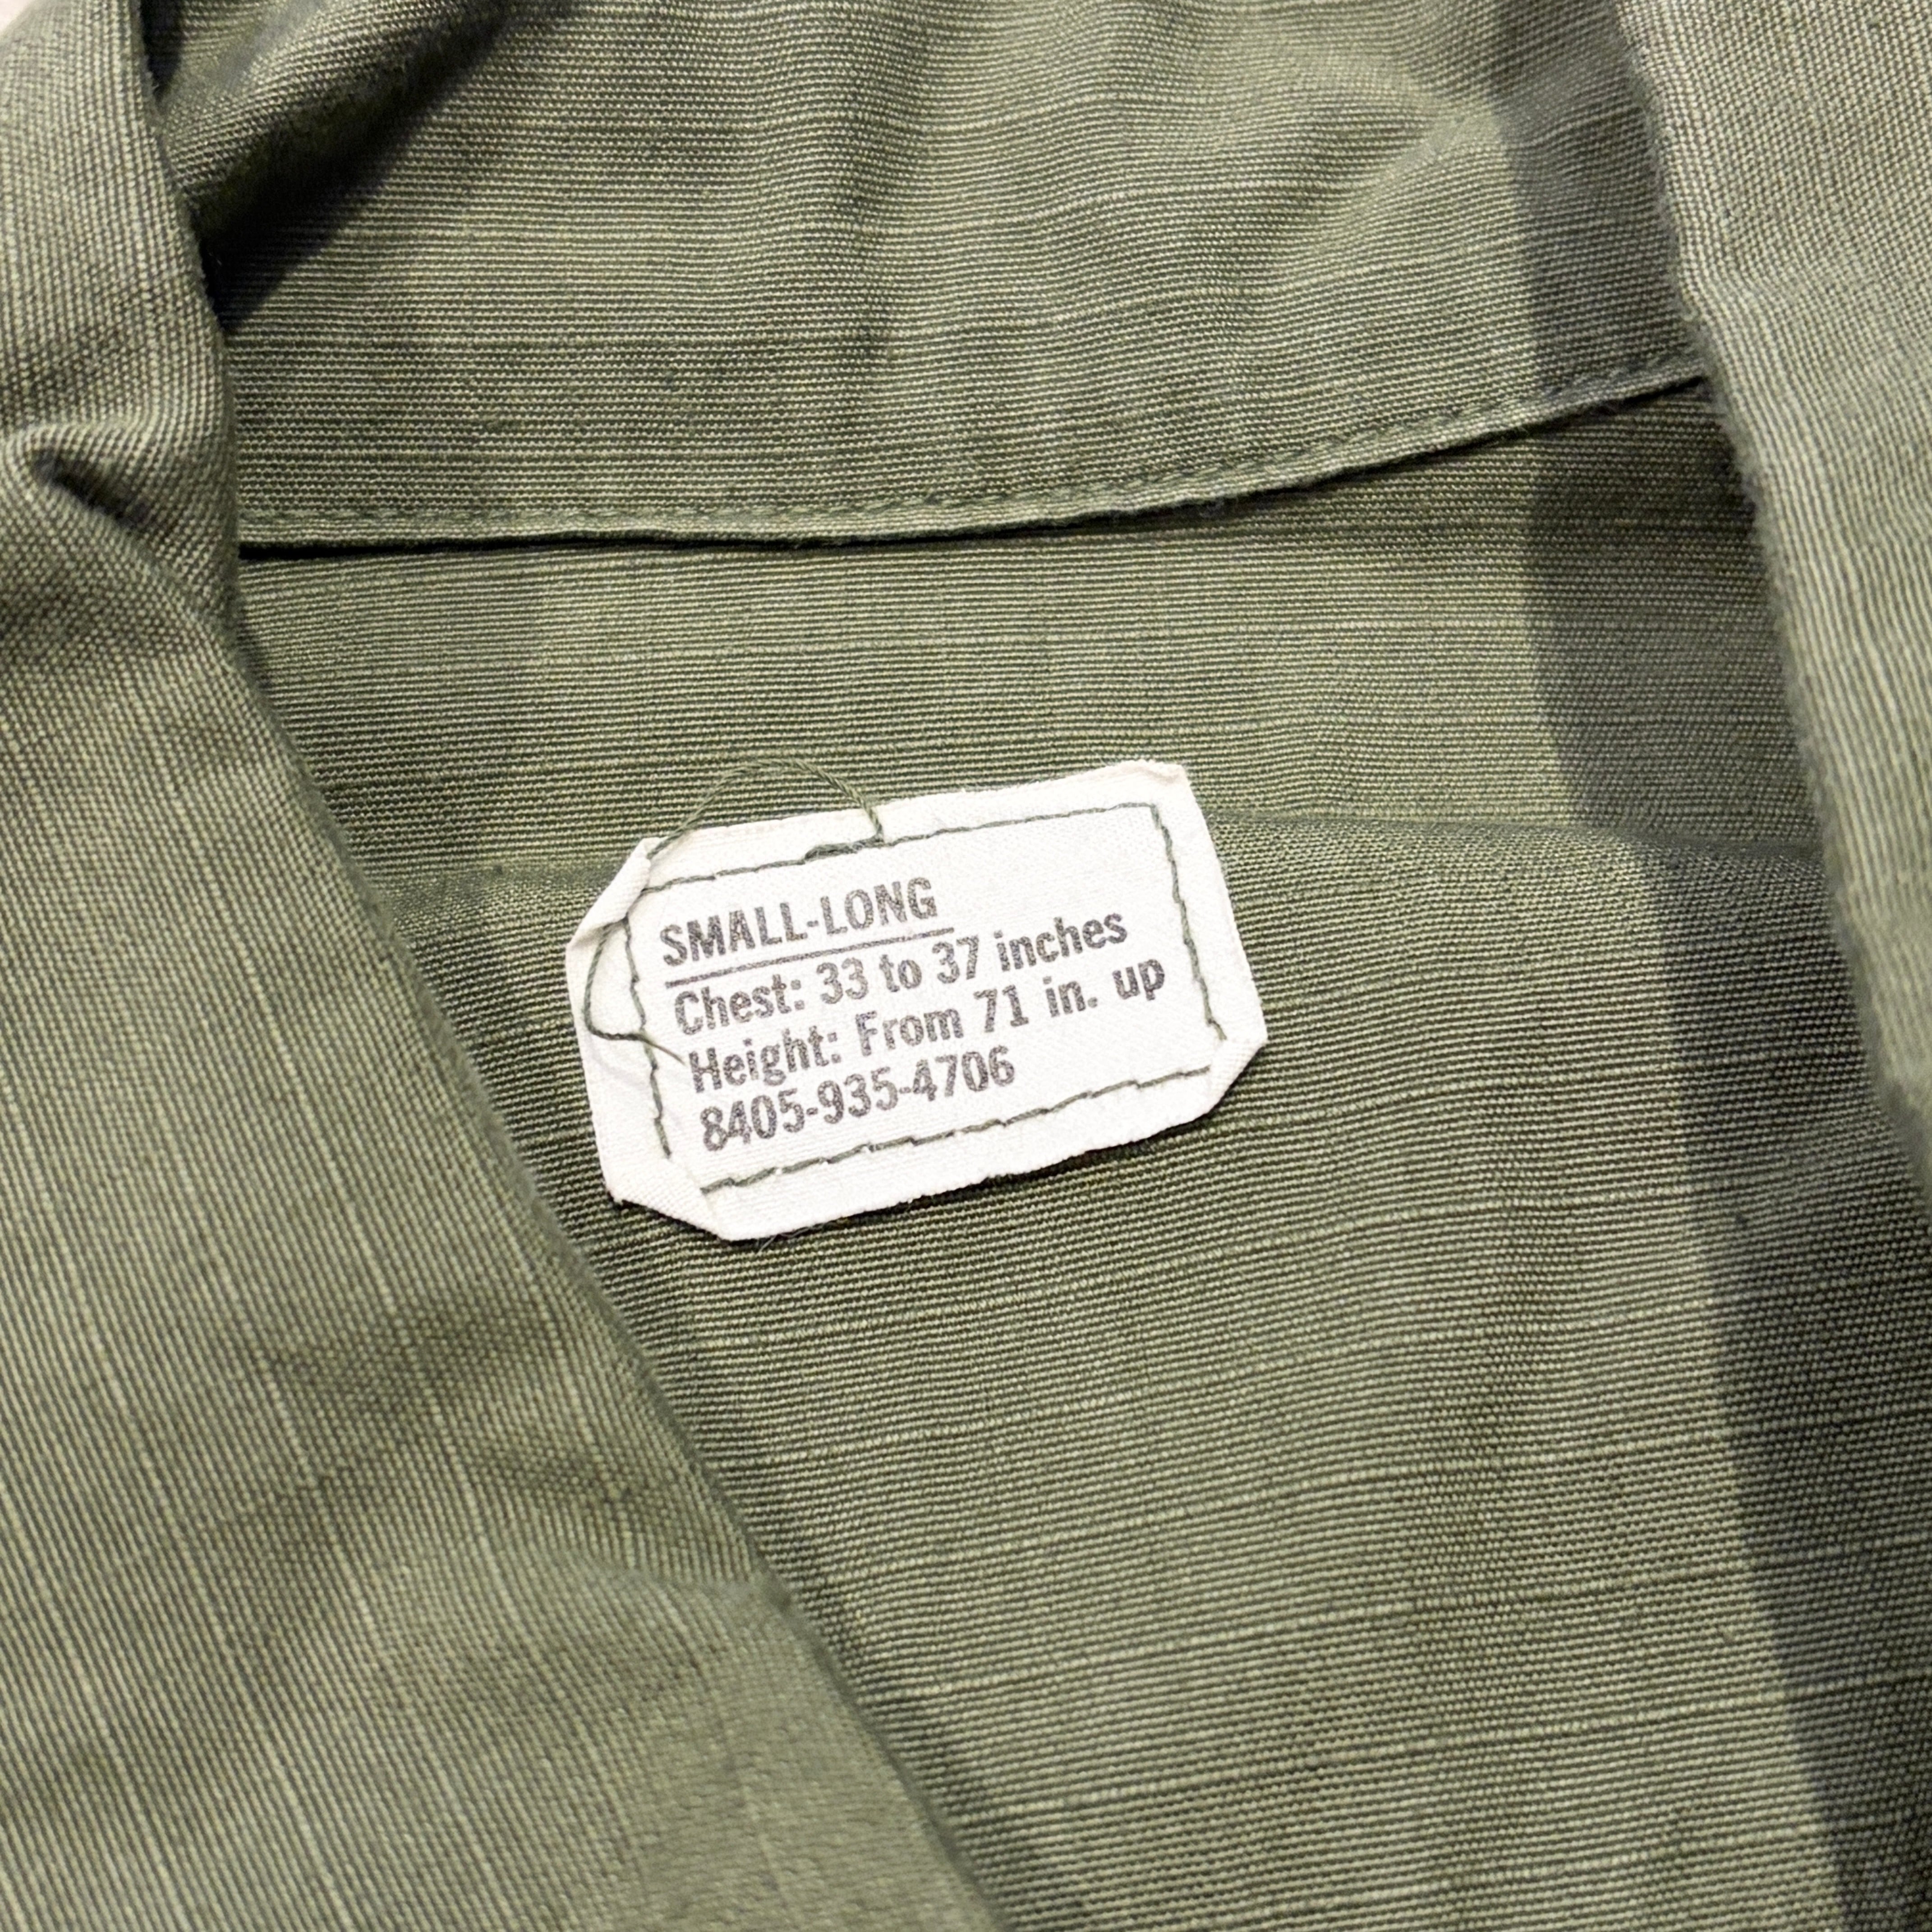 SMALL-LONG
Chest: 33 to 37 inches
Height: From 71 in. up
8405-935-4706